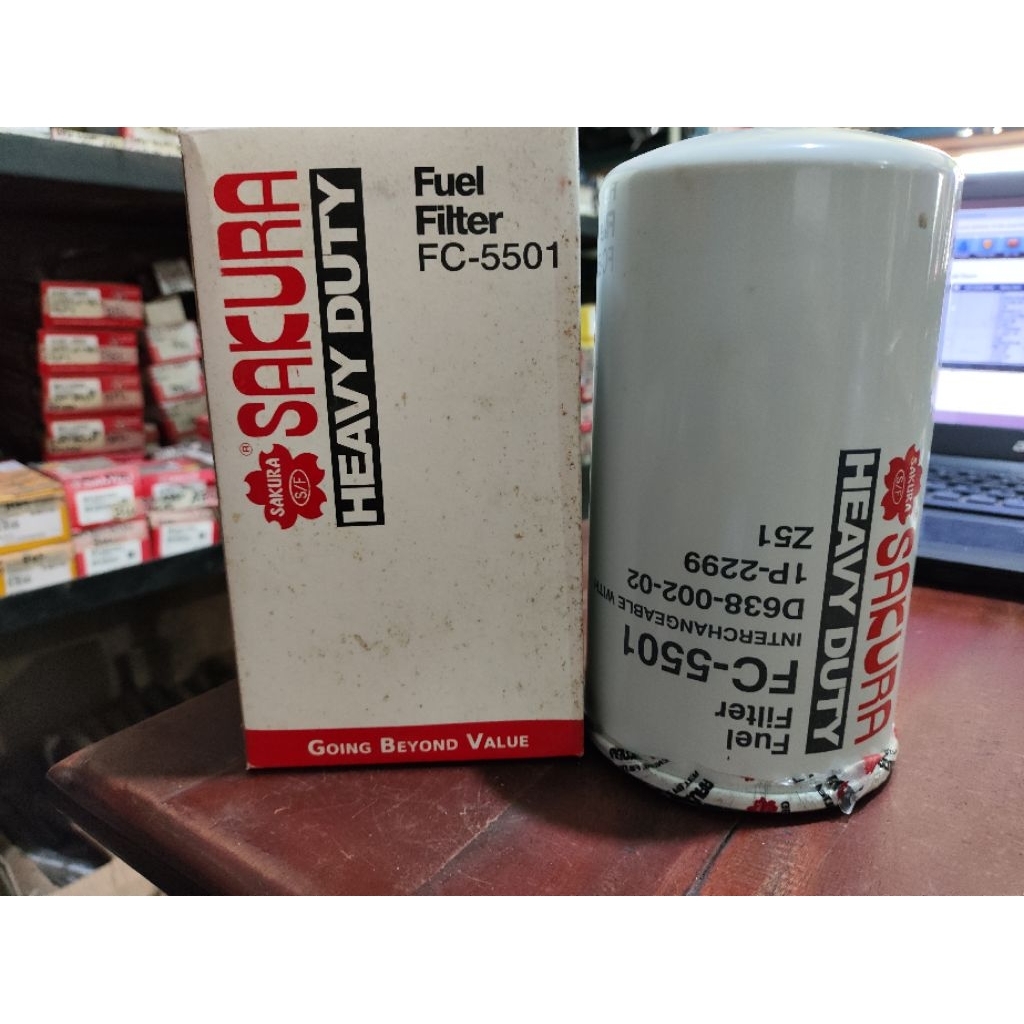 SAKURA
®
SAKURA
S/F
HEAVY DUTY
Fuel
Filter
FC-5501
GOING BEYOND VALUE
Fuel
Filter
FC-5501
INTERCHANGEABLE WITH
D638-002-02
1P-2299
Z51
HEAVY DUTY
SAKURA
SAKURA
S/F